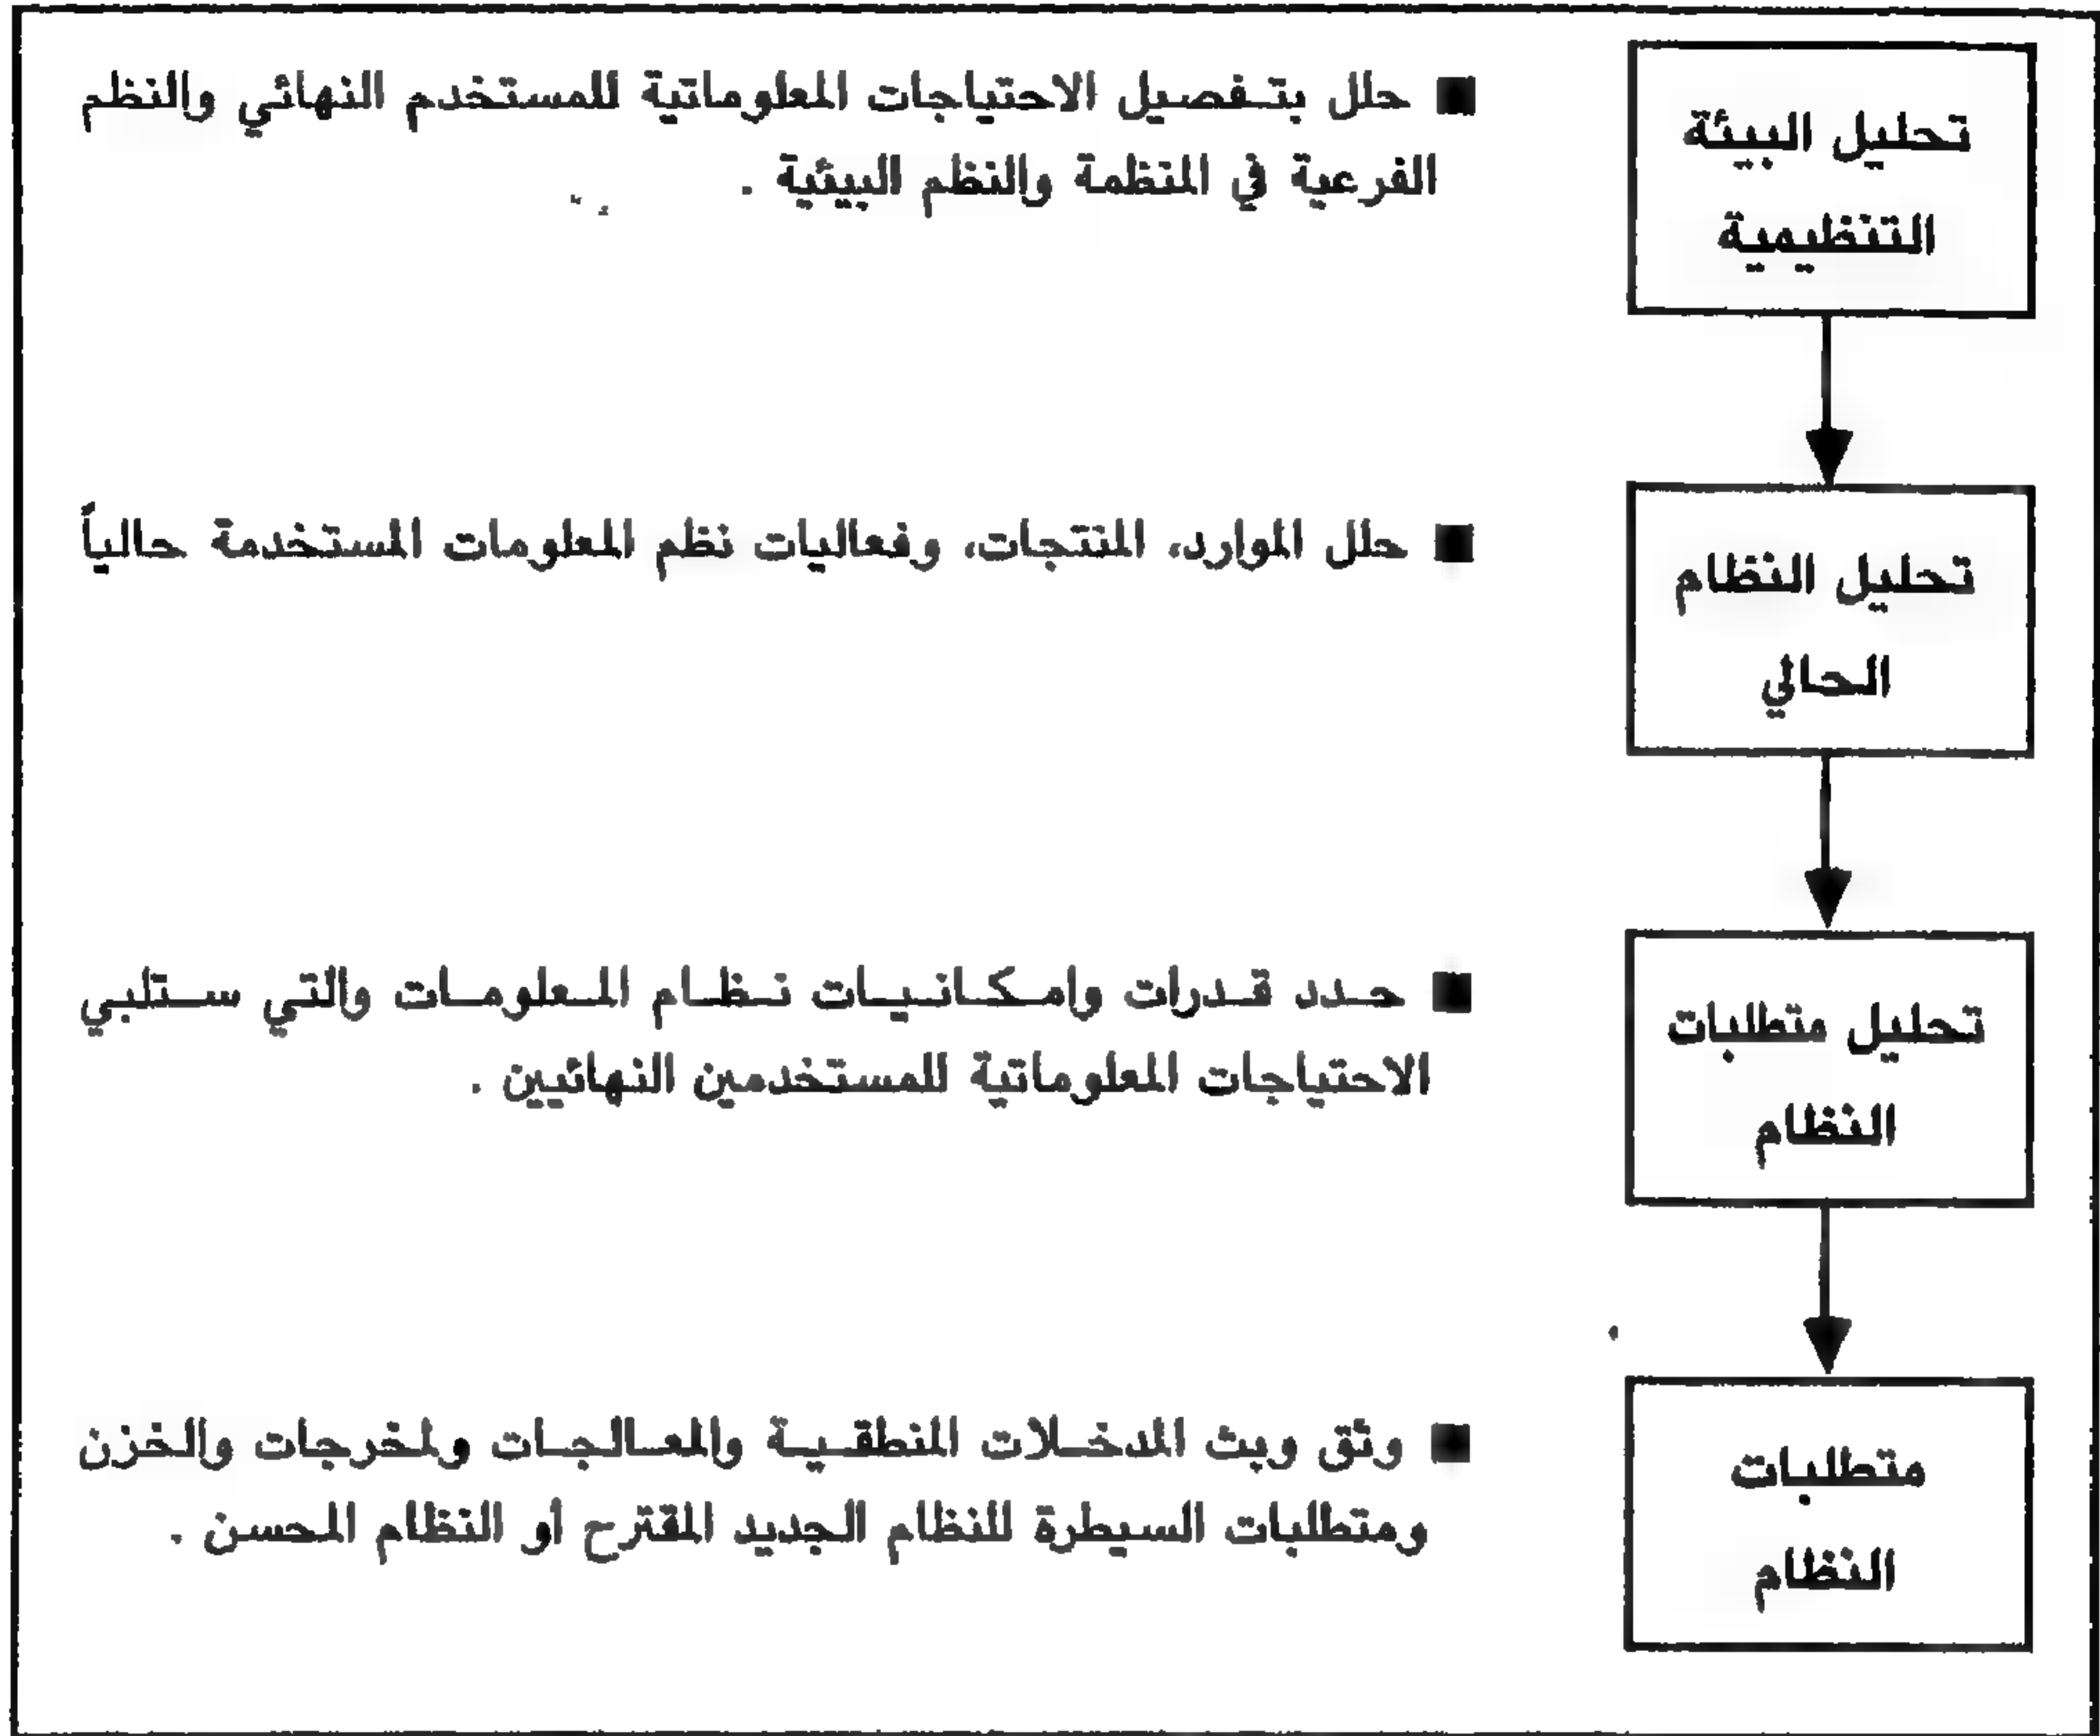 تحليل البيئة
التنظيمية
■ حلل بتفصيل الاحتياجات المعلوماتية للمستخدم النهائي والنظم
الفرعية في المنظمة والنظم البيئية .
تحليل النظام
الحالي
■ حلل الموارد، المنتجات، وفعاليات نظم المعلومات المستخدمة حالياً
تحليل متطلبات
النظام
■ حدد قدرات وامكانيات نظام المعلومات والتي ستلبي
الاحتياجات المعلوماتية للمستخدمين النهائيين .
متطلبات
النظام
■ وثق وبث المدخلات المنطقية والمعالجات ولمخرجات والخزن
ومتطلبات السيطرة للنظام الجديد المقترح أو النظام المحسن .